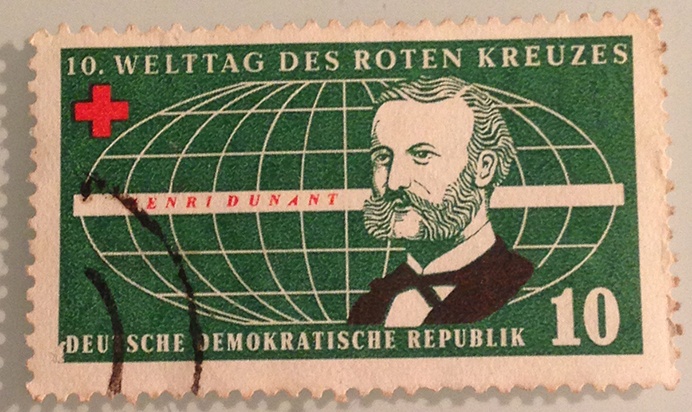 10. WELTTAG DES ROTEN KREUZES
HENRI DUNANT
DEUTSCHE DEMOKRATISCHE REPUBLIK
10